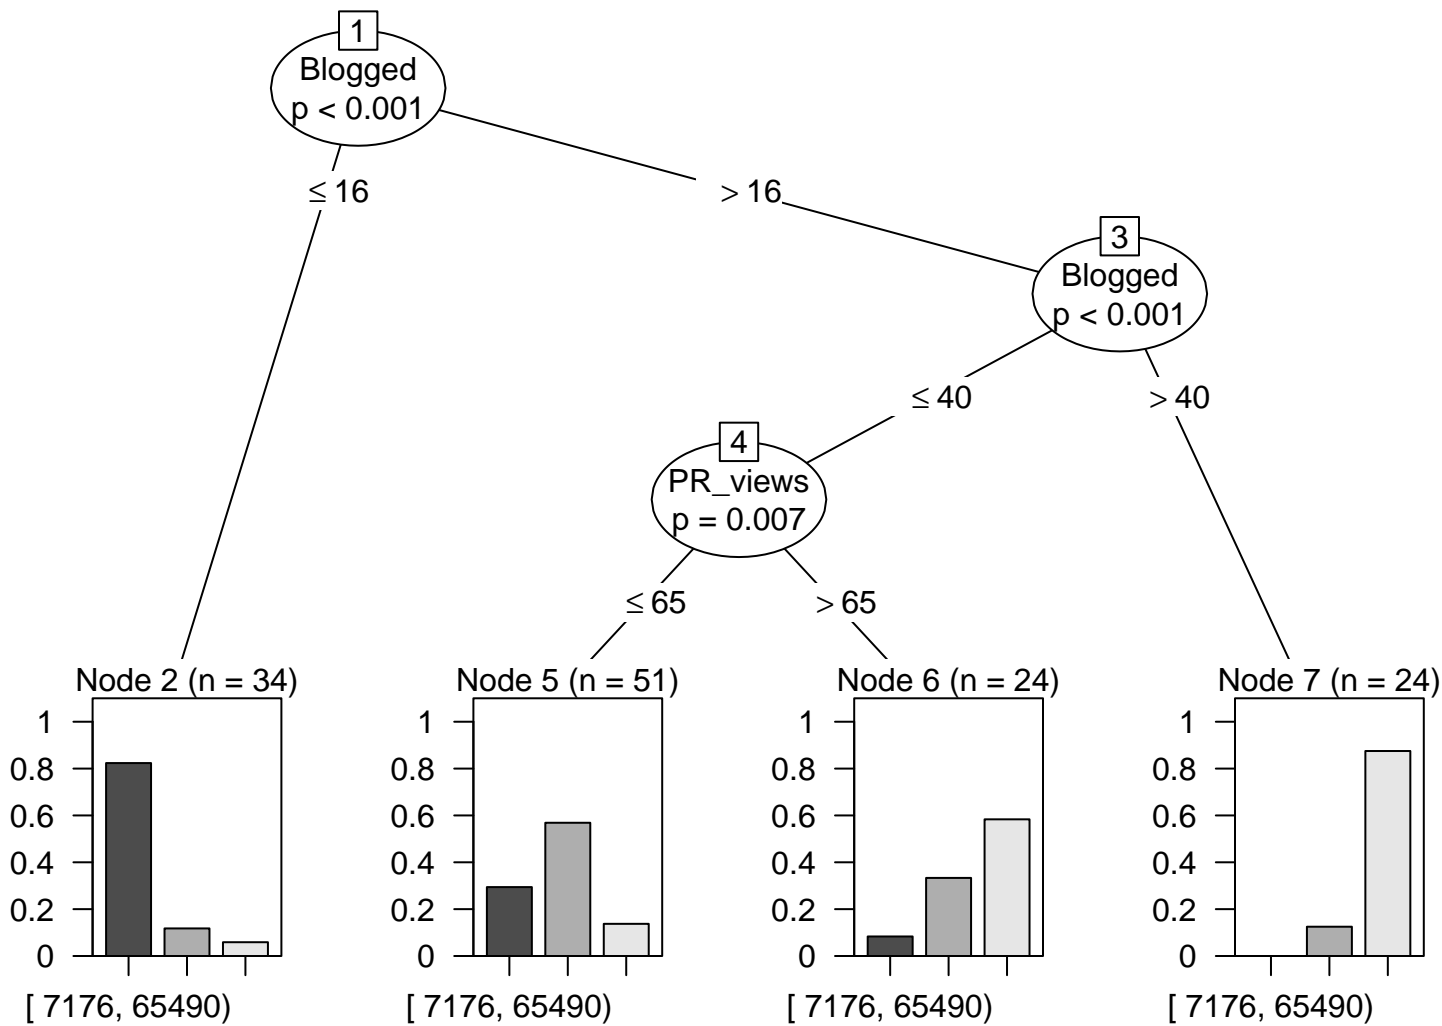 1
Blogged
p < 0.001
≤ 16
> 16
3
Blogged
p < 0.001
≤ 40
> 40
4
PR_views
p = 0.007
≤ 65
> 65
Node 2 (n = 34)
1
0.8
0.6
0.4
0.2
0
[ 7176, 65490)
Node 5 (n = 51)
1
0.8
0.6
0.4
0.2
0
[ 7176, 65490)
Node 6 (n = 24)
1
0.8
0.6
0.4
0.2
0
[ 7176, 65490)
Node 7 (n = 24)
1
0.8
0.6
0.4
0.2
0
[ 7176, 65490)